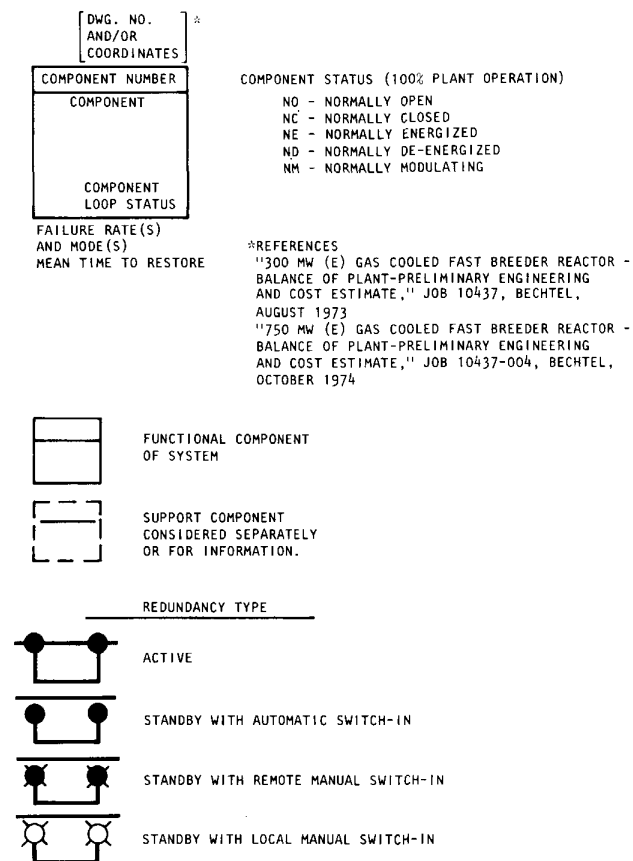 DWG. NO. *
AND/OR
COORDINATES
COMPONENT NUMBER
COMPONENT
COMPONENT
LOOP STATUS
FAILURE RATE(S)
AND MODE(S)
MEAN TIME TO RESTORE
COMPONENT STATUS (100% PLANT OPERATION)
NO - NORMALLY OPEN
NC - NORMALLY CLOSED
NE - NORMALLY ENERGIZED
ND - NORMALLY DE-ENERGIZED
NM - NORMALLY MODULATING
*REFERENCES
"300 MW (E) GAS COOLED FAST BREEDER REACTOR -
BALANCE OF PLANT-PRELIMINARY ENGINEERING
AND COST ESTIMATE," JOB 10437, BECHTEL,
AUGUST 1973
"750 MW (E) GAS COOLED FAST BREEDER REACTOR -
BALANCE OF PLANT-PRELIMINARY ENGINEERING
AND COST ESTIMATE," JOB 10437-004, BECHTEL,
OCTOBER 1974
FUNCTIONAL COMPONENT
OF SYSTEM
SUPPORT COMPONENT
CONSIDERED SEPARATELY
OR FOR INFORMATION.
REDUNDANCY TYPE
ACTIVE
STANDBY WITH AUTOMATIC SWITCH-IN
STANDBY WITH REMOTE MANUAL SWITCH-IN
STANDBY WITH LOCAL MANUAL SWITCH-IN